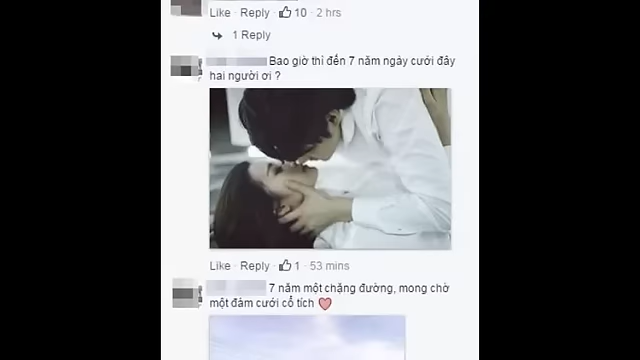 Like · Reply · 10 · 2 hrs
1 Reply
Bao giờ thì đến 7 năm ngày cưới đây
hai người ơi ?
Like · Reply · 1 · 53 mins
7 năm một chặng đường, mong chờ
một đám cưới cổ tích